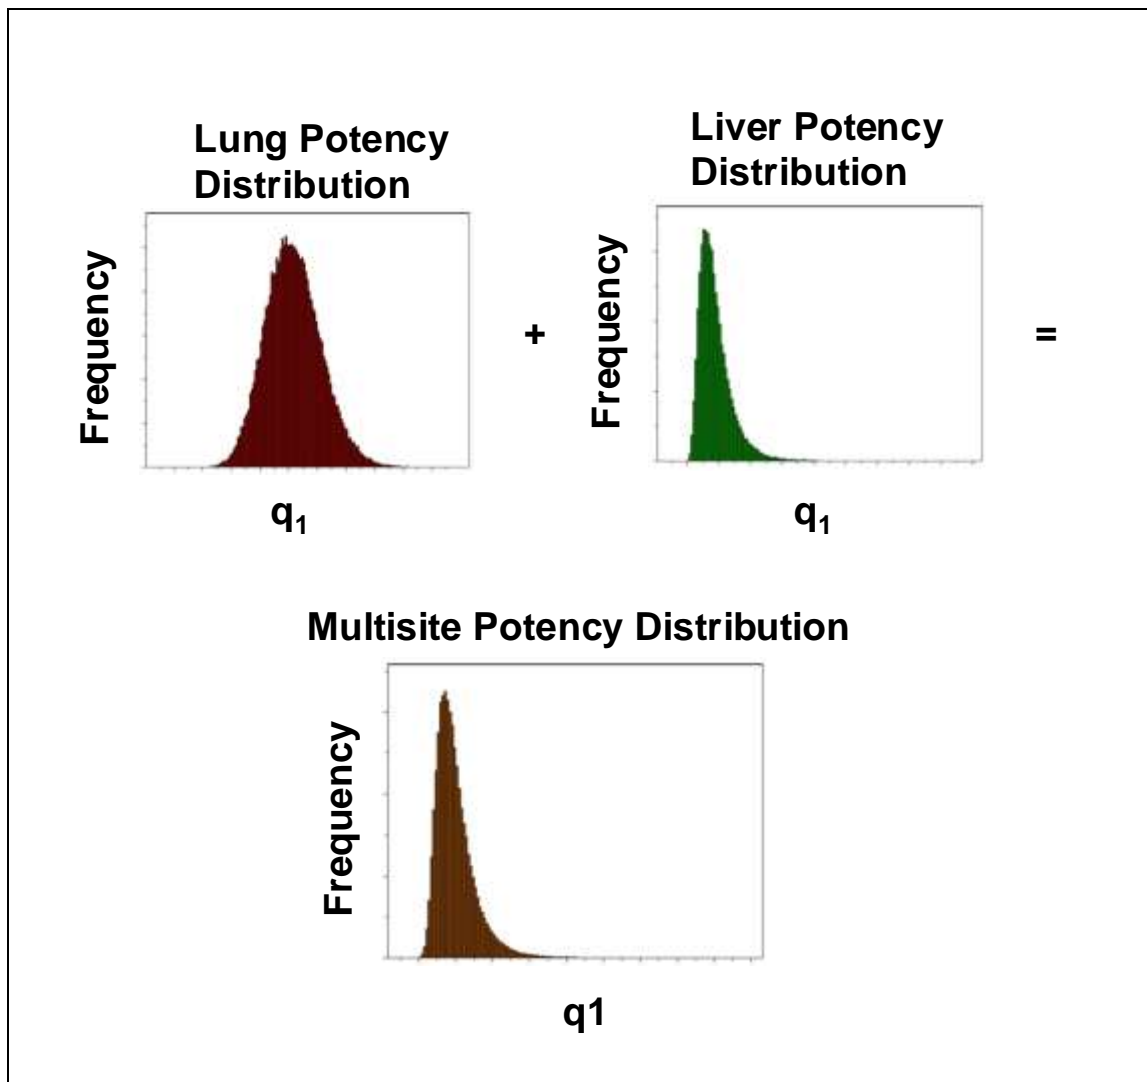 Lung Potency
Distribution
Liver Potency
Distribution
Frequency
+
Frequency
=
q₁
q₁
Multisite Potency Distribution
Frequency
q1